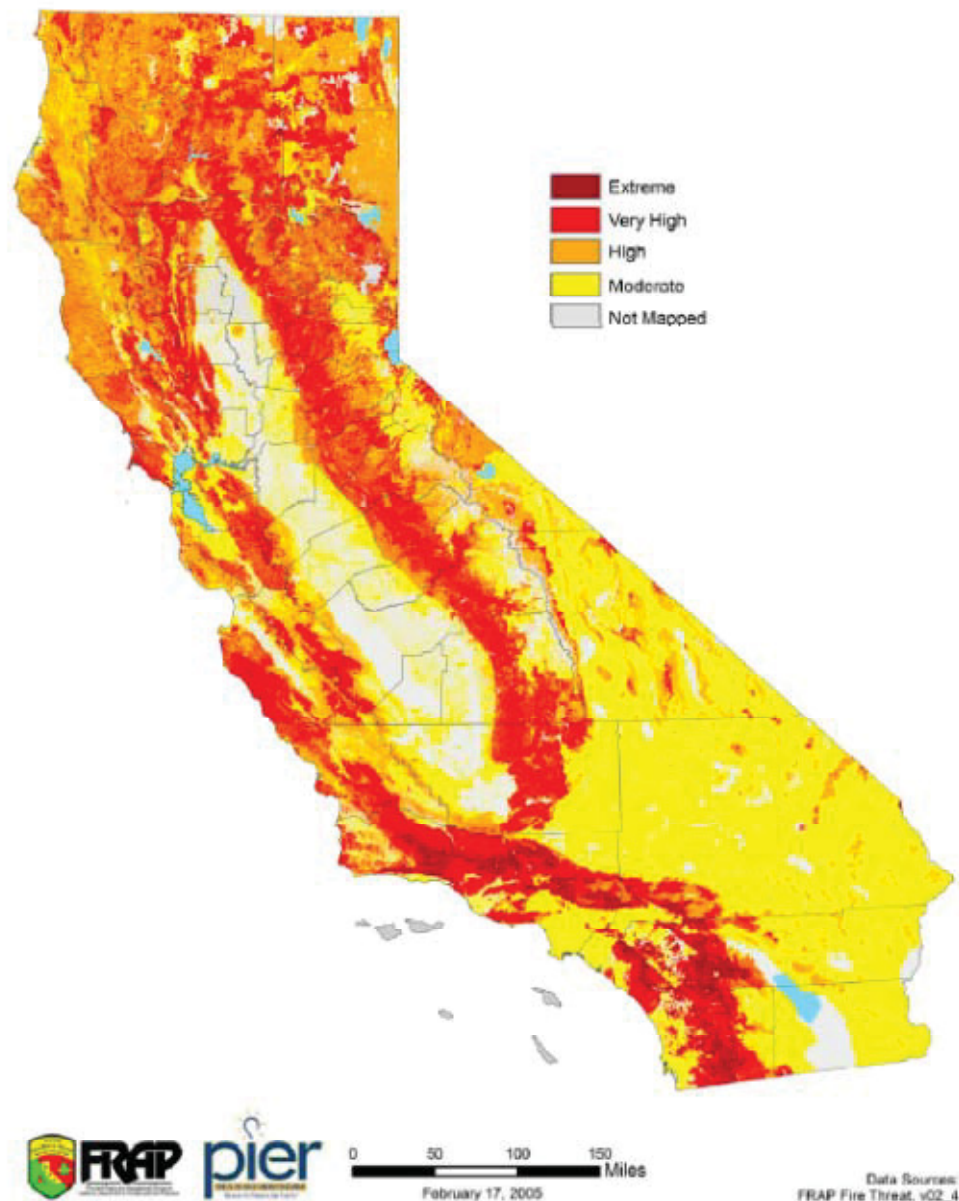 Extreme
Very High
High
Moderate
Not Mapped
FRAP
pier
0 50 100 150
Miles
February 17, 2005
Data Sources:
FRAP Fire Threat, v02_4